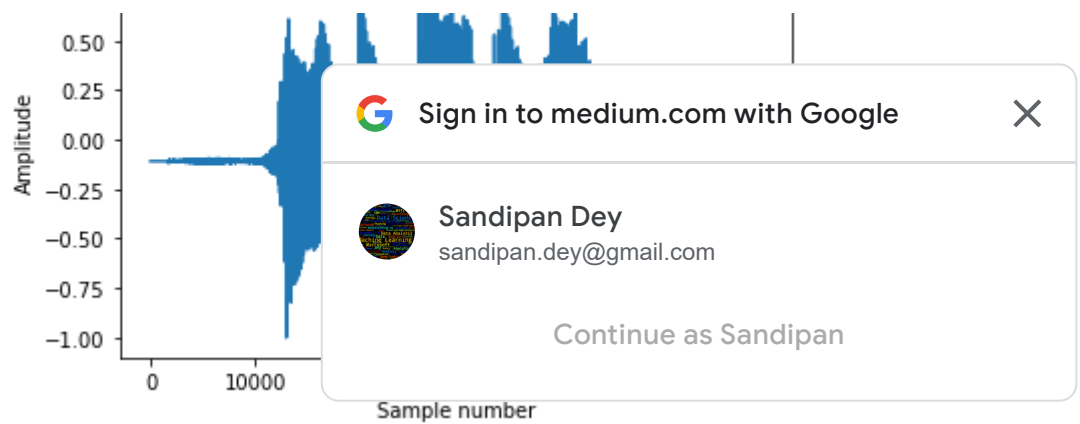 0.50
0.25
0.00
−0.25
−0.50
−0.75
−1.00
Amplitude
0 10000
Sample number
Sign in to medium.com with Google
Sandipan Dey
sandipan.dey@gmail.com
Continue as Sandipan